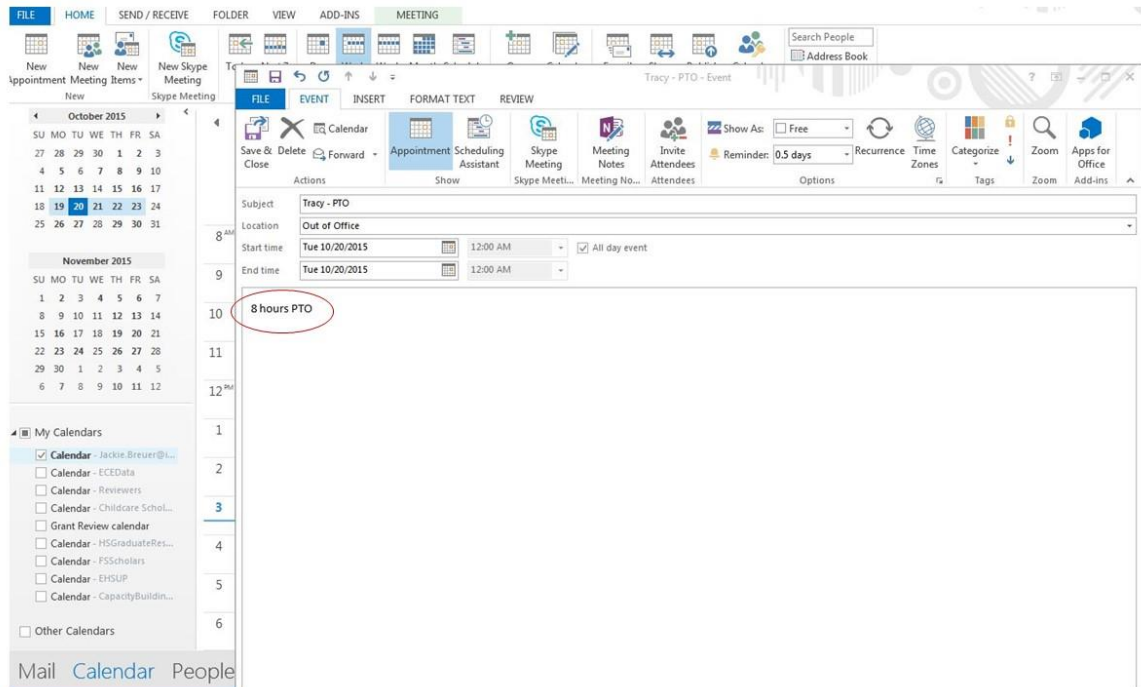 FILE HOME SEND / RECEIVE FOLDER VIEW ADD-INS MEETING
Search People
Address Book
New Appointment
New Meeting
New Items
New Skype Meeting
New
Skype Meeting
Tracy - PTO - Event
FILE EVENT INSERT FORMAT TEXT REVIEW
Save & Close
Delete
Calendar
Forward
Appointment
Scheduling Assistant
Skype Meeting
Meeting Notes
Invite Attendees
Show As: Free
Reminder: 0.5 days
Recurrence
Time Zones
Categorize
Zoom
Apps for Office
Actions Show Skype Meeti... Meeting No... Attendees Options Tags Zoom Add-ins
Subject Tracy - PTO
Location Out of Office
Start time Tue 10/20/2015 12:00 AM All day event
End time Tue 10/20/2015 12:00 AM
8 hours PTO
October 2015
SU MO TU WE TH FR SA
27 28 29 30 1 2 3
4 5 6 7 8 9 10
11 12 13 14 15 16 17
18 19 20 21 22 23 24
25 26 27 28 29 30 31
November 2015
SU MO TU WE TH FR SA
1 2 3 4 5 6 7
8 9 10 11 12 13 14
15 16 17 18 19 20 21
22 23 24 25 26 27 28
29 30 1 2 3 4 5
6 7 8 9 10 11 12
8 AM
9
10
11
12 PM
1
2
3
4
5
6
My Calendars
Calendar - Jackie.Breuer@i...
Calendar - ECEData
Calendar - Reviewers
Calendar - Childcare Schol...
Grant Review calendar
Calendar - HSGraduateRes...
Calendar - FSScholars
Calendar - EHSUP
Calendar - CapacityBuildin...
Other Calendars
Mail Calendar People